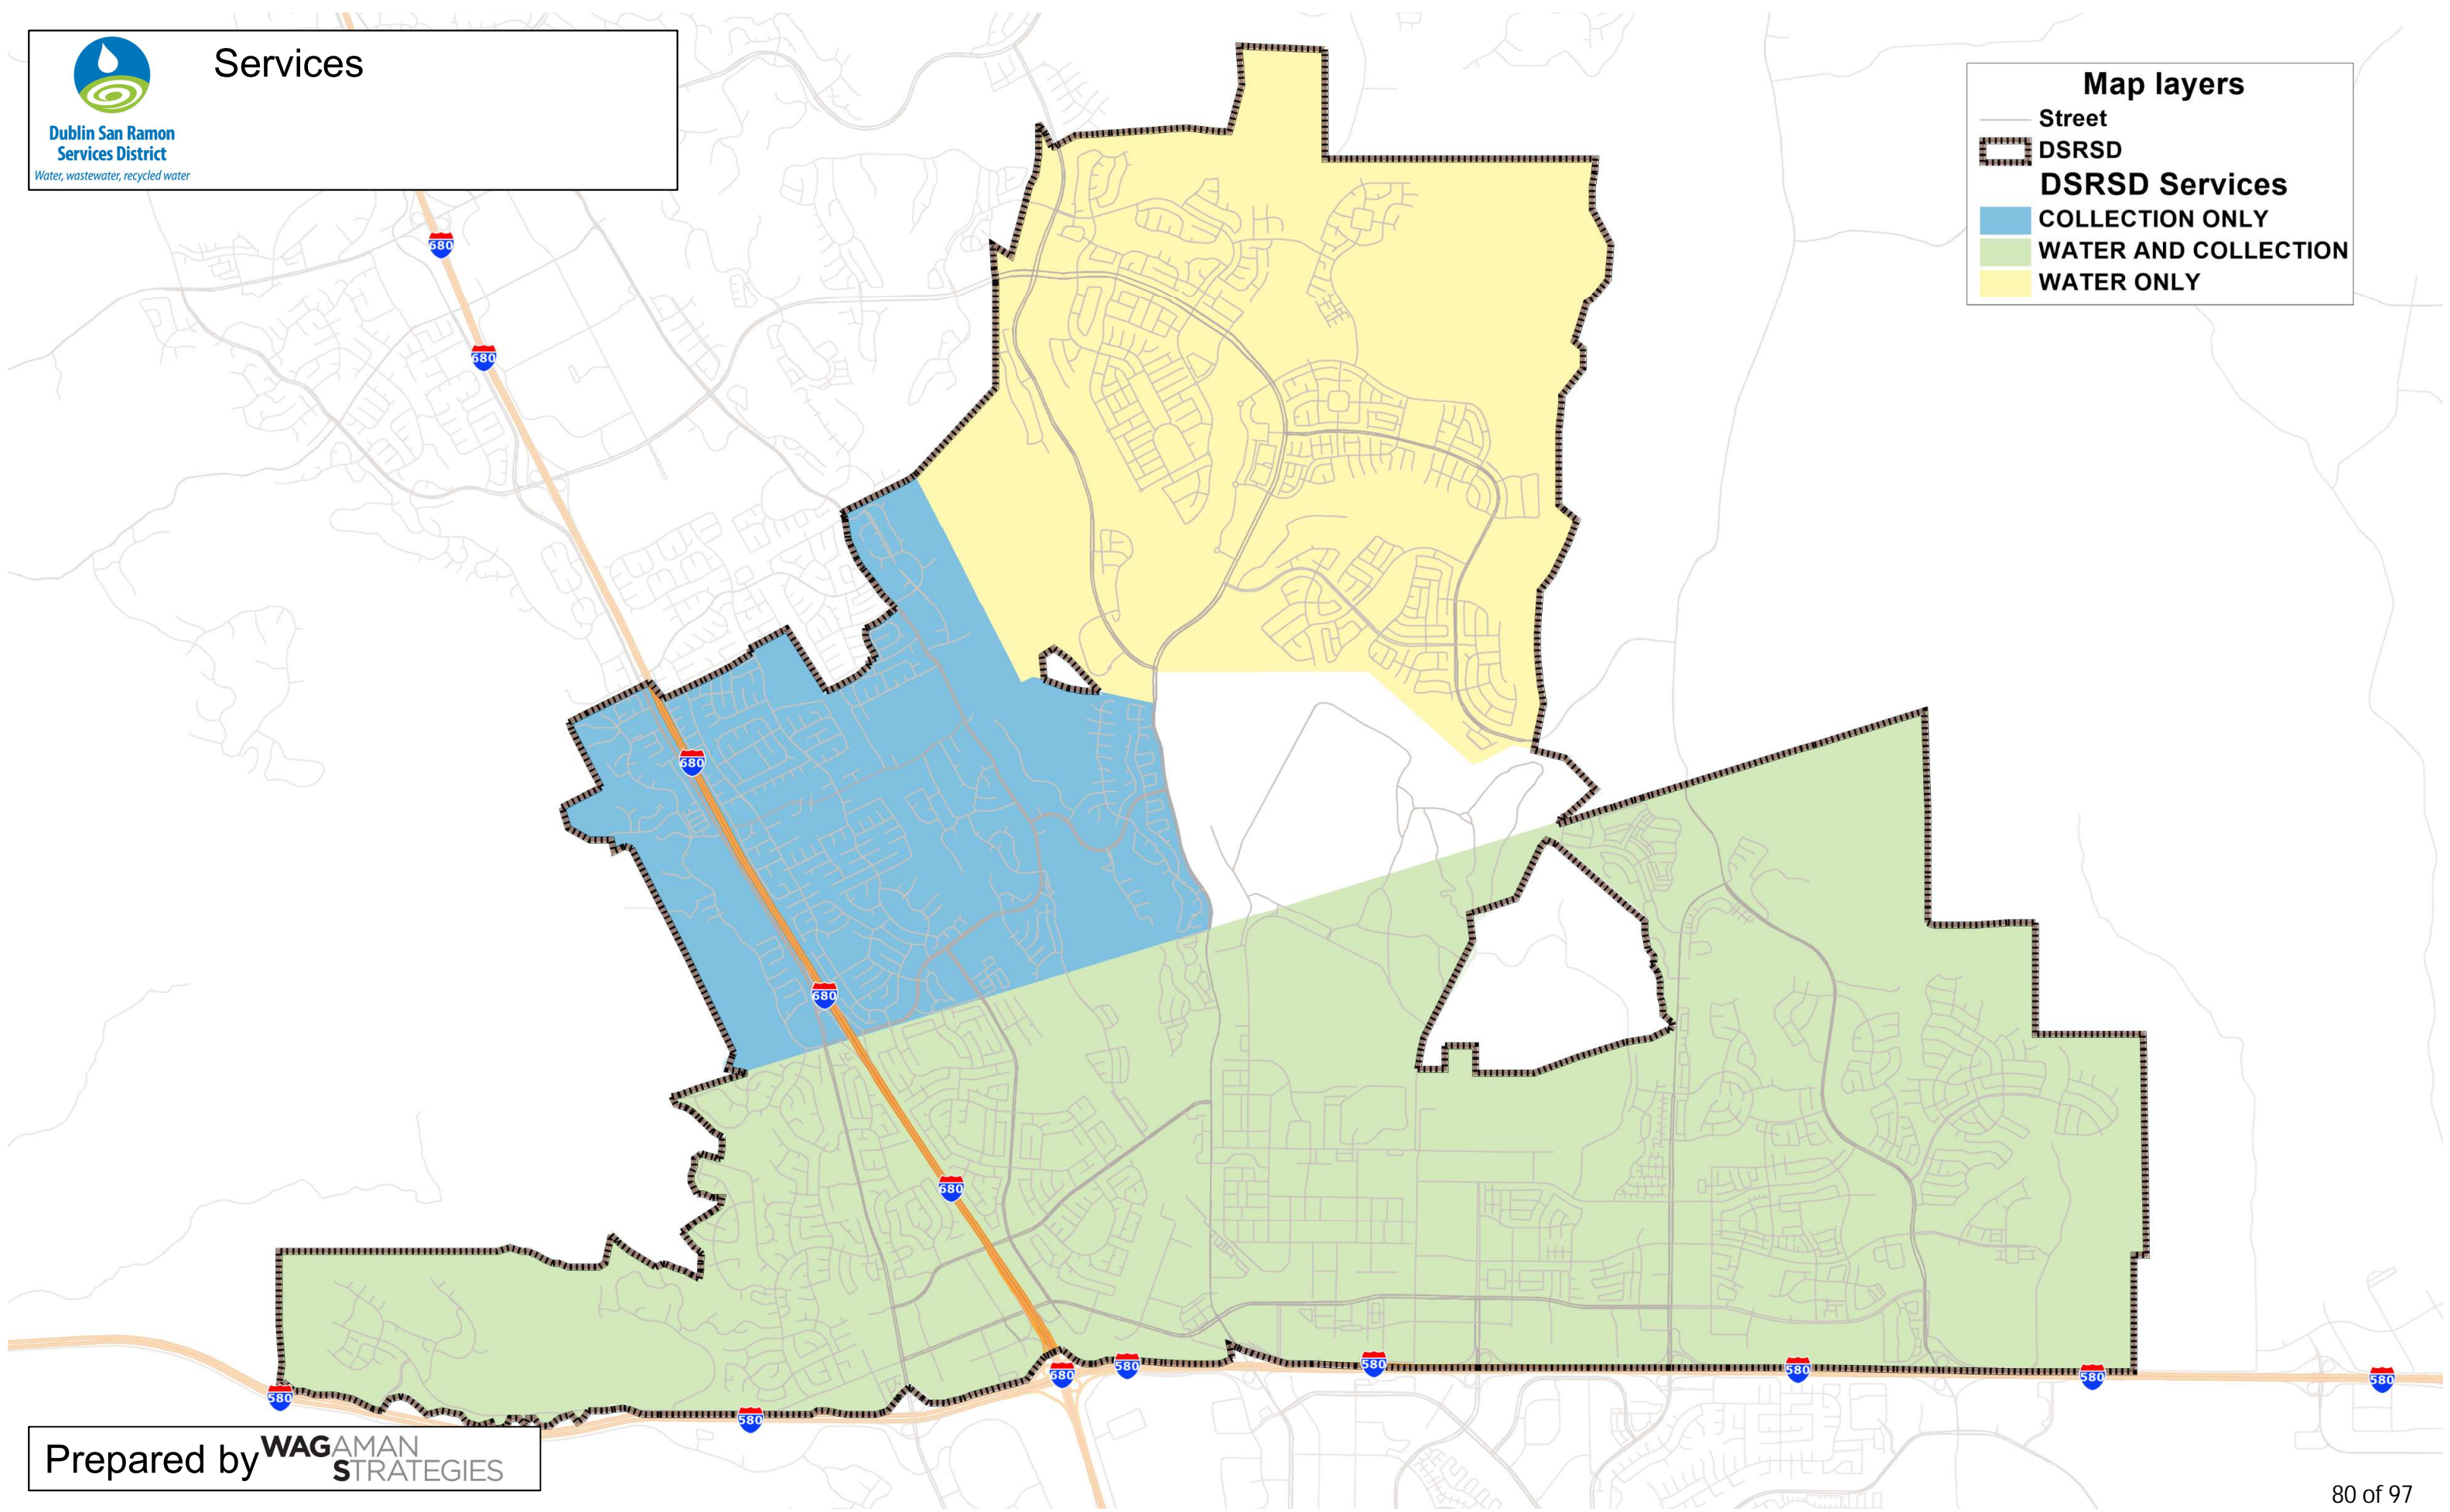 Services
Dublin San Ramon
Services District
Water, wastewater, recycled water
Map layers
Street
DSRSD
DSRSD Services
COLLECTION ONLY
WATER AND COLLECTION
WATER ONLY
680
680
680
680
680
680
580
580
580
580
580
580
580
Prepared by WAGAMAN
STRATEGIES
80 of 97